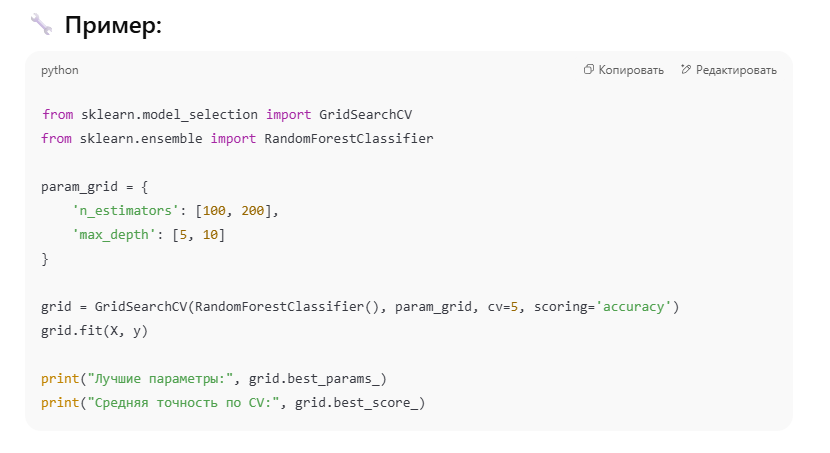 🔧 Пример:
python Копировать Редактировать
from sklearn.model_selection import GridSearchCV
from sklearn.ensemble import RandomForestClassifier
param_grid = {
    'n_estimators': [100, 200],
    'max_depth': [5, 10]
}
grid = GridSearchCV(RandomForestClassifier(), param_grid, cv=5, scoring='accuracy')
grid.fit(X, y)
print("Лучшие параметры:", grid.best_params_)
print("Средняя точность по CV:", grid.best_score_)